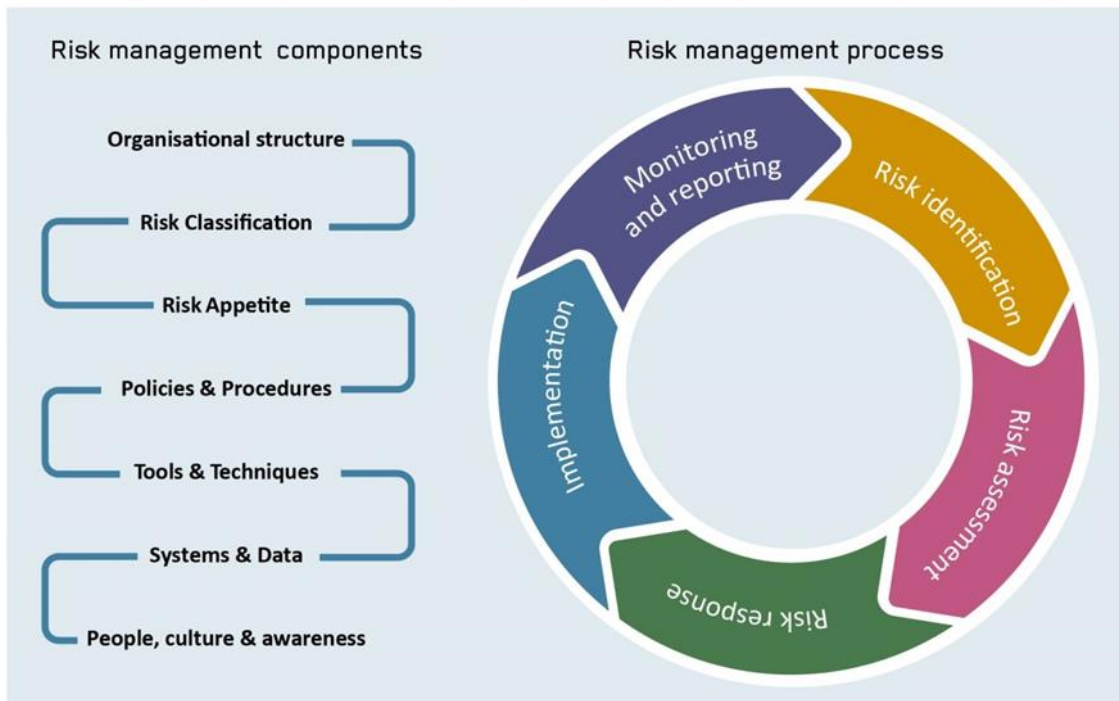 Risk management components
Organisational structure
Risk Classification
Risk Appetite
Policies & Procedures
Tools & Techniques
Systems & Data
People, culture & awareness
Risk management process
Risk identification
Risk assessment
Risk response
Implementation
Monitoring
and reporting